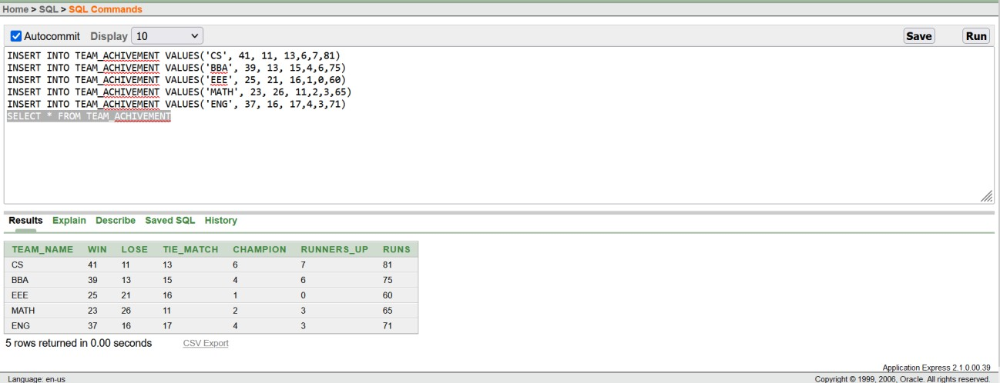 Home > SQL > SQL Commands
Autocommit Display 10 Save Run
INSERT INTO TEAM_ACHIVEMENT VALUES('CS', 41, 11, 13,6,7,81)
INSERT INTO TEAM_ACHIVEMENT VALUES('BBA', 39, 13, 15,4,6,75)
INSERT INTO TEAM_ACHIVEMENT VALUES('EEE', 25, 21, 16,1,0,60)
INSERT INTO TEAM_ACHIVEMENT VALUES('MATH', 23, 26, 11,2,3,65)
INSERT INTO TEAM_ACHIVEMENT VALUES('ENG', 37, 16, 17,4,3,71)
SELECT * FROM TEAM_ACHIVEMENT
Results Explain Describe Saved SQL History
TEAM_NAME WIN LOSE TIE_MATCH CHAMPION RUNNERS_UP RUNS
CS 41 11 13 6 7 81
BBA 39 13 15 4 6 75
EEE 25 21 16 1 0 60
MATH 23 26 11 2 3 65
ENG 37 16 17 4 3 71
5 rows returned in 0.00 seconds CSV Export
Application Express 2.1.0.00.39
Language: en-us Copyright © 1999, 2006, Oracle. All rights reserved.